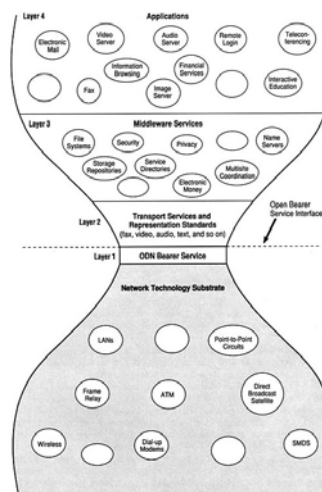 Layer 4
Applications
Electronic
Mail
Video
Server
Audio
Server
Remote
Login
Telecon-
ferencing
Information
Browsing
Financial
Services
Fax
Image
Server
Interactive
Education
Layer 3
Middleware Services
File
Systems
Security
Privacy
Name
Servers
Storage
Repositories
Service
Directories
Multisite
Coordination
Electronic
Money
Layer 2
Transport Services and
Representation Standards
(fax, video, audio, text, and so on)
Open Bearer
Service Interface
Layer 1
ODN Bearer Service
Network Technology Substrate
LANs
Point-to-Point
Circuits
Frame
Relay
ATM
Direct
Broadcast
Satellite
Wireless
Dial-up
Modems
SMDS